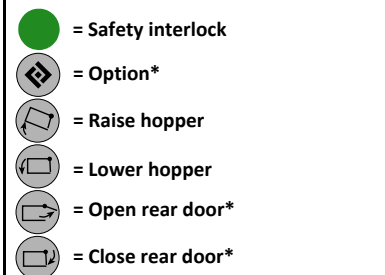 = Safety interlock
= Option*
= Raise hopper
= Lower hopper
= Open rear door*
= Close rear door*